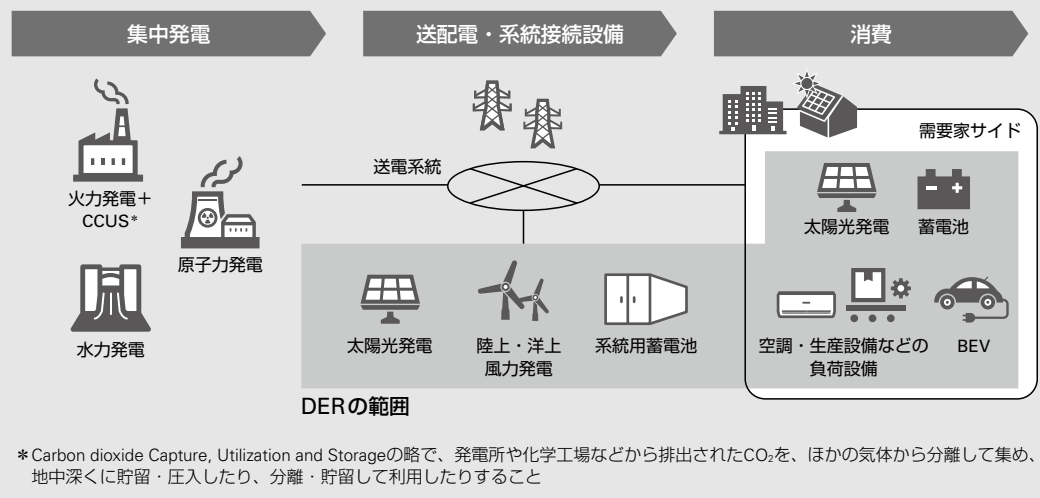 集中発電
送配電・系統接続設備
消費
火力発電＋
CCUS*
原子力発電
水力発電
送電系統
需要家サイド
太陽光発電
蓄電池
太陽光発電
陸上・洋上
風力発電
系統用蓄電池
空調・生産設備などの
負荷設備
BEV
DERの範囲
＊Carbon dioxide Capture, Utilization and Storageの略で、発電所や化学工場などから排出されたCO₂を、ほかの気体から分離して集め、
地中深くに貯留・圧入したり、分離・貯留して利用したりすること